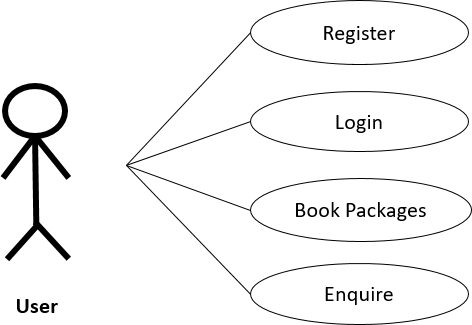 Register
Login
Book Packages
Enquire
User